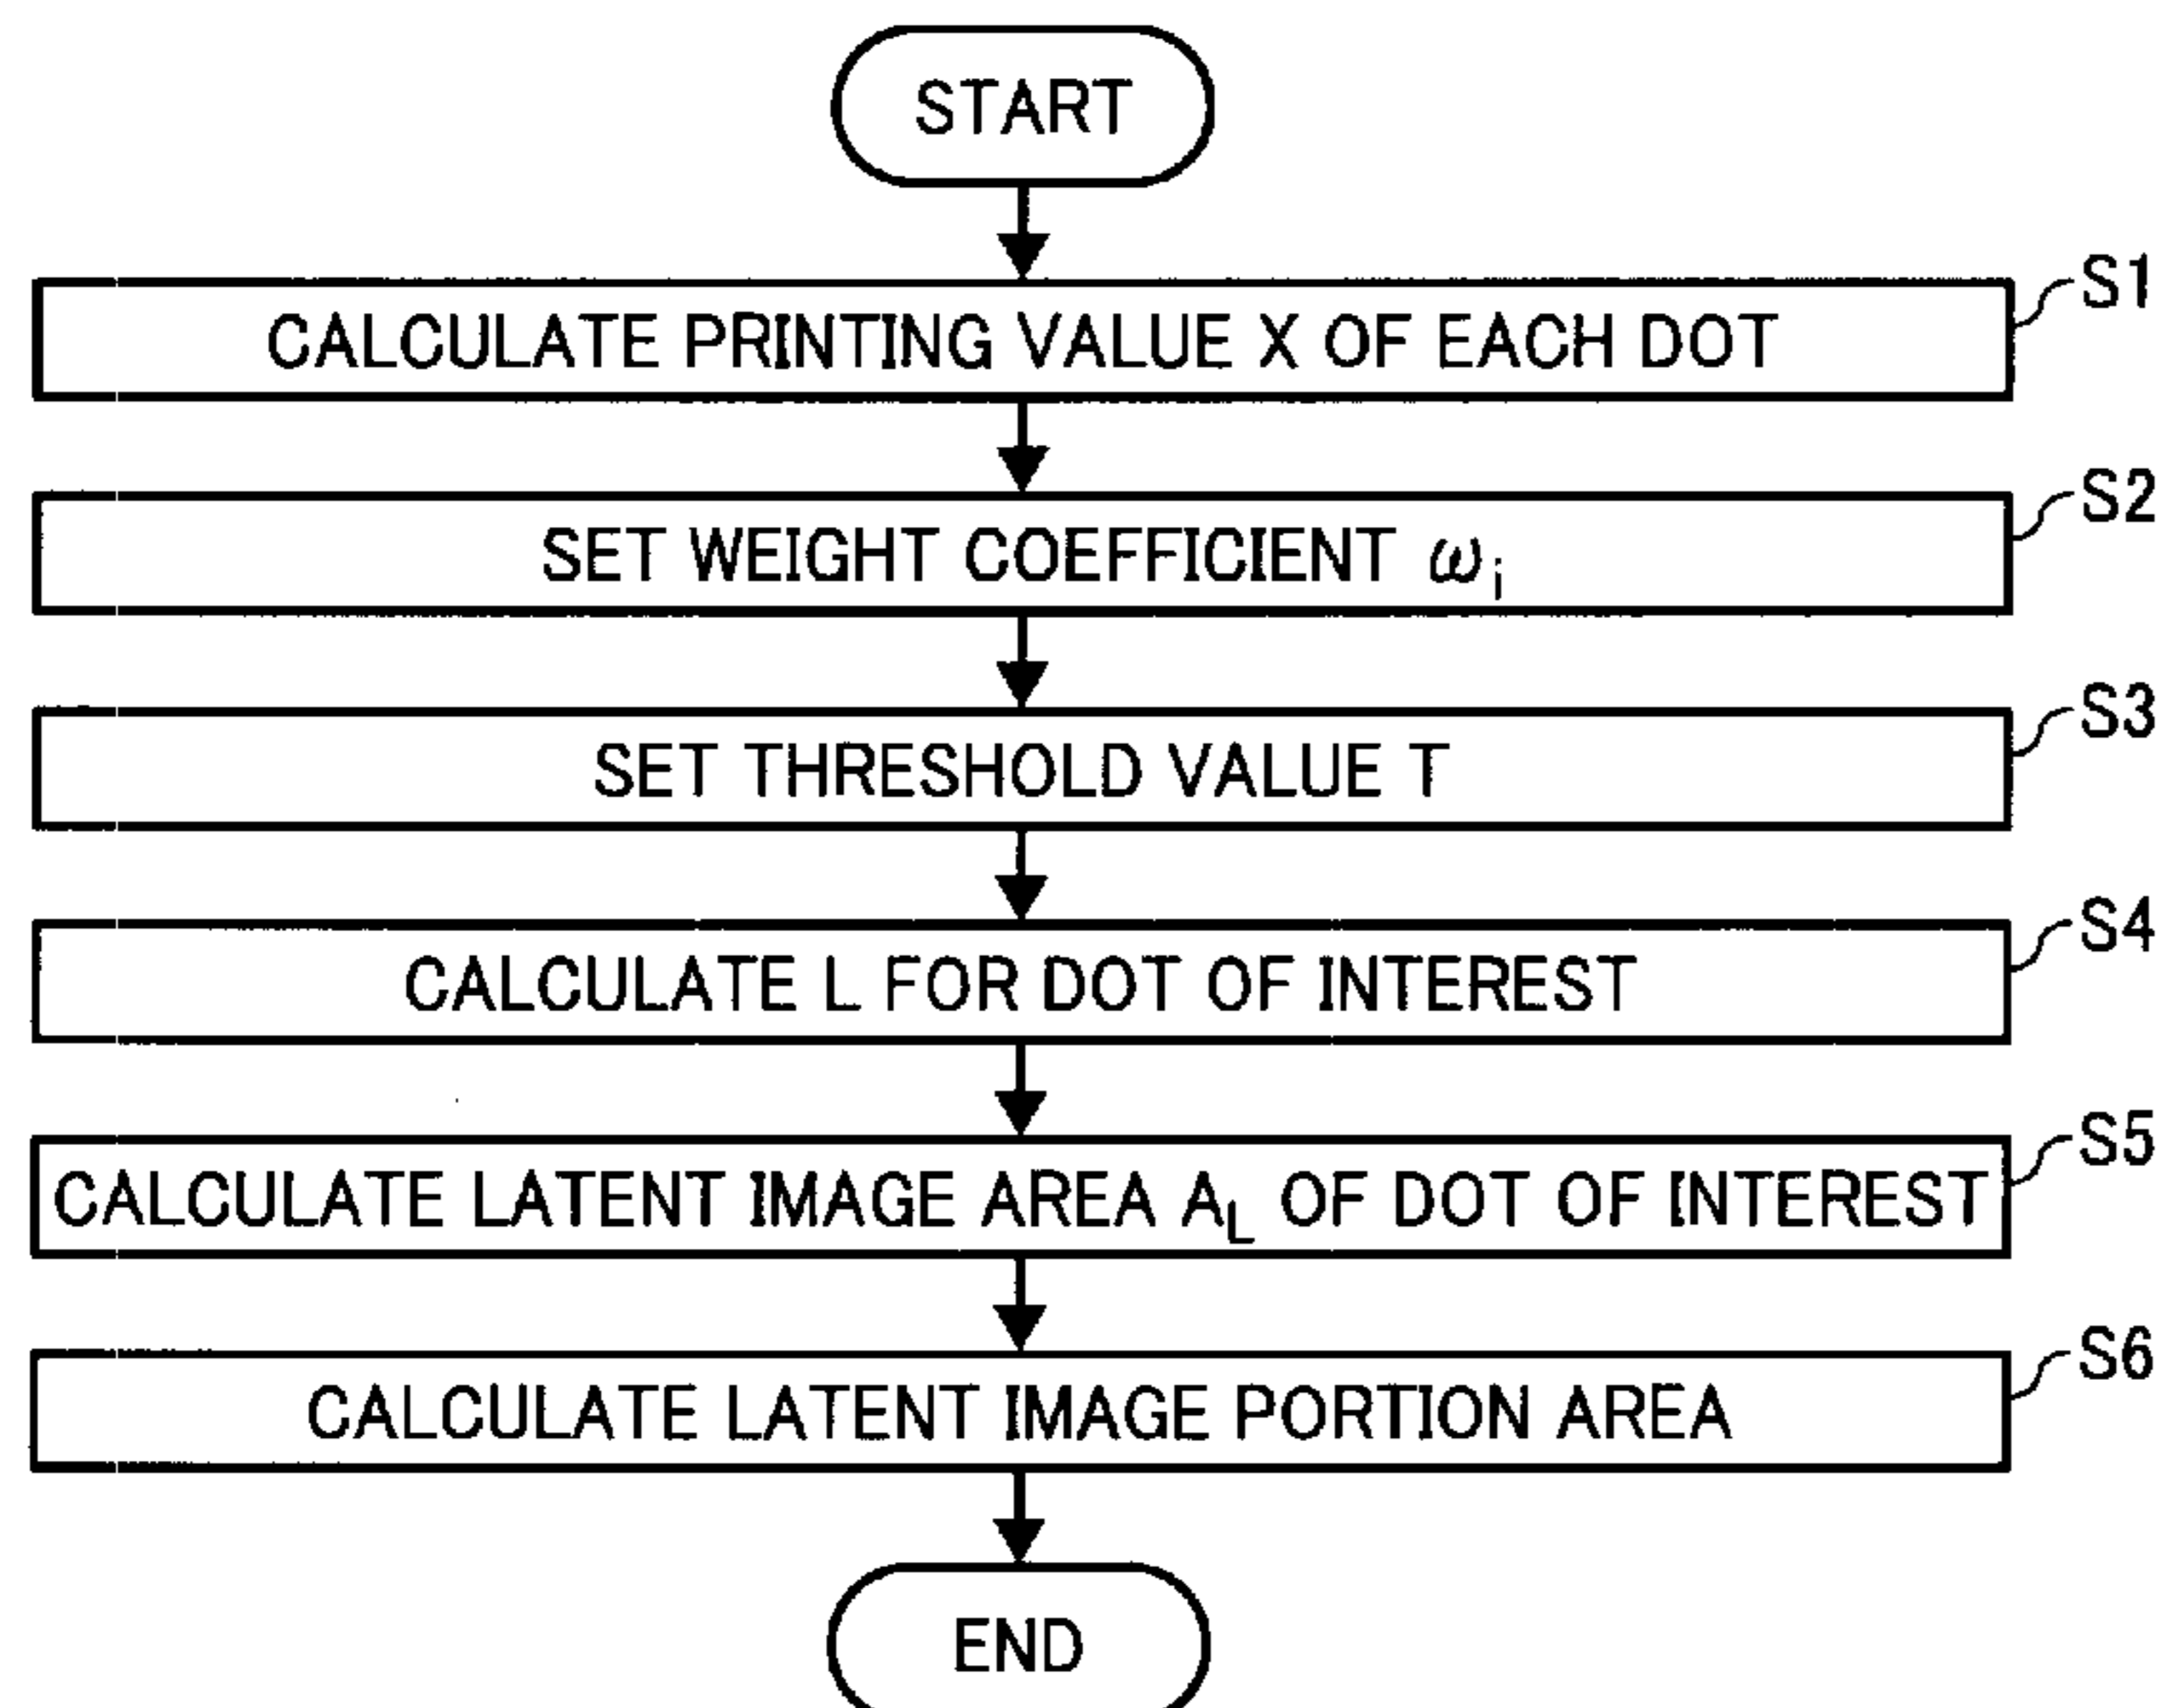 START
S1
CALCULATE PRINTING VALUE X OF EACH DOT
S2
SET WEIGHT COEFFICIENT ωi
S3
SET THRESHOLD VALUE T
S4
CALCULATE L FOR DOT OF INTEREST
S5
CALCULATE LATENT IMAGE AREA AL OF DOT OF INTEREST
S6
CALCULATE LATENT IMAGE PORTION AREA
END